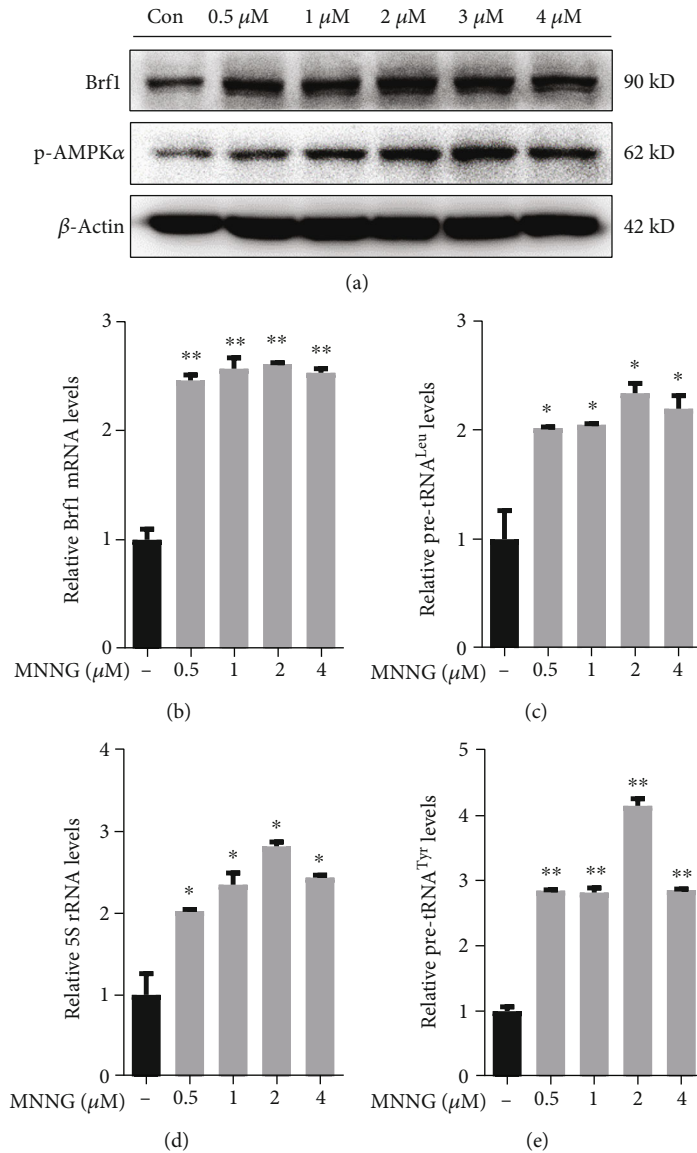 Con 0.5 μM 1 μM 2 μM 3 μM 4 μM
Brf1 90 kD
p-AMPKα 62 kD
β-Actin 42 kD
(a)
3
2
1
0
Relative Brf1 mRNA levels
** ** ** **
MNNG (μM) – 0.5 1 2 4
(b)
3
2
1
0
Relative pre-tRNA^Leu levels
* * * *
MNNG (μM) – 0.5 1 2 4
(c)
4
3
2
1
0
Relative 5S rRNA levels
* * * *
MNNG (μM) – 0.5 1 2 4
(d)
5
4
3
2
1
0
Relative pre-tRNA^Tyr levels
** ** ** **
MNNG (μM) – 0.5 1 2 4
(e)